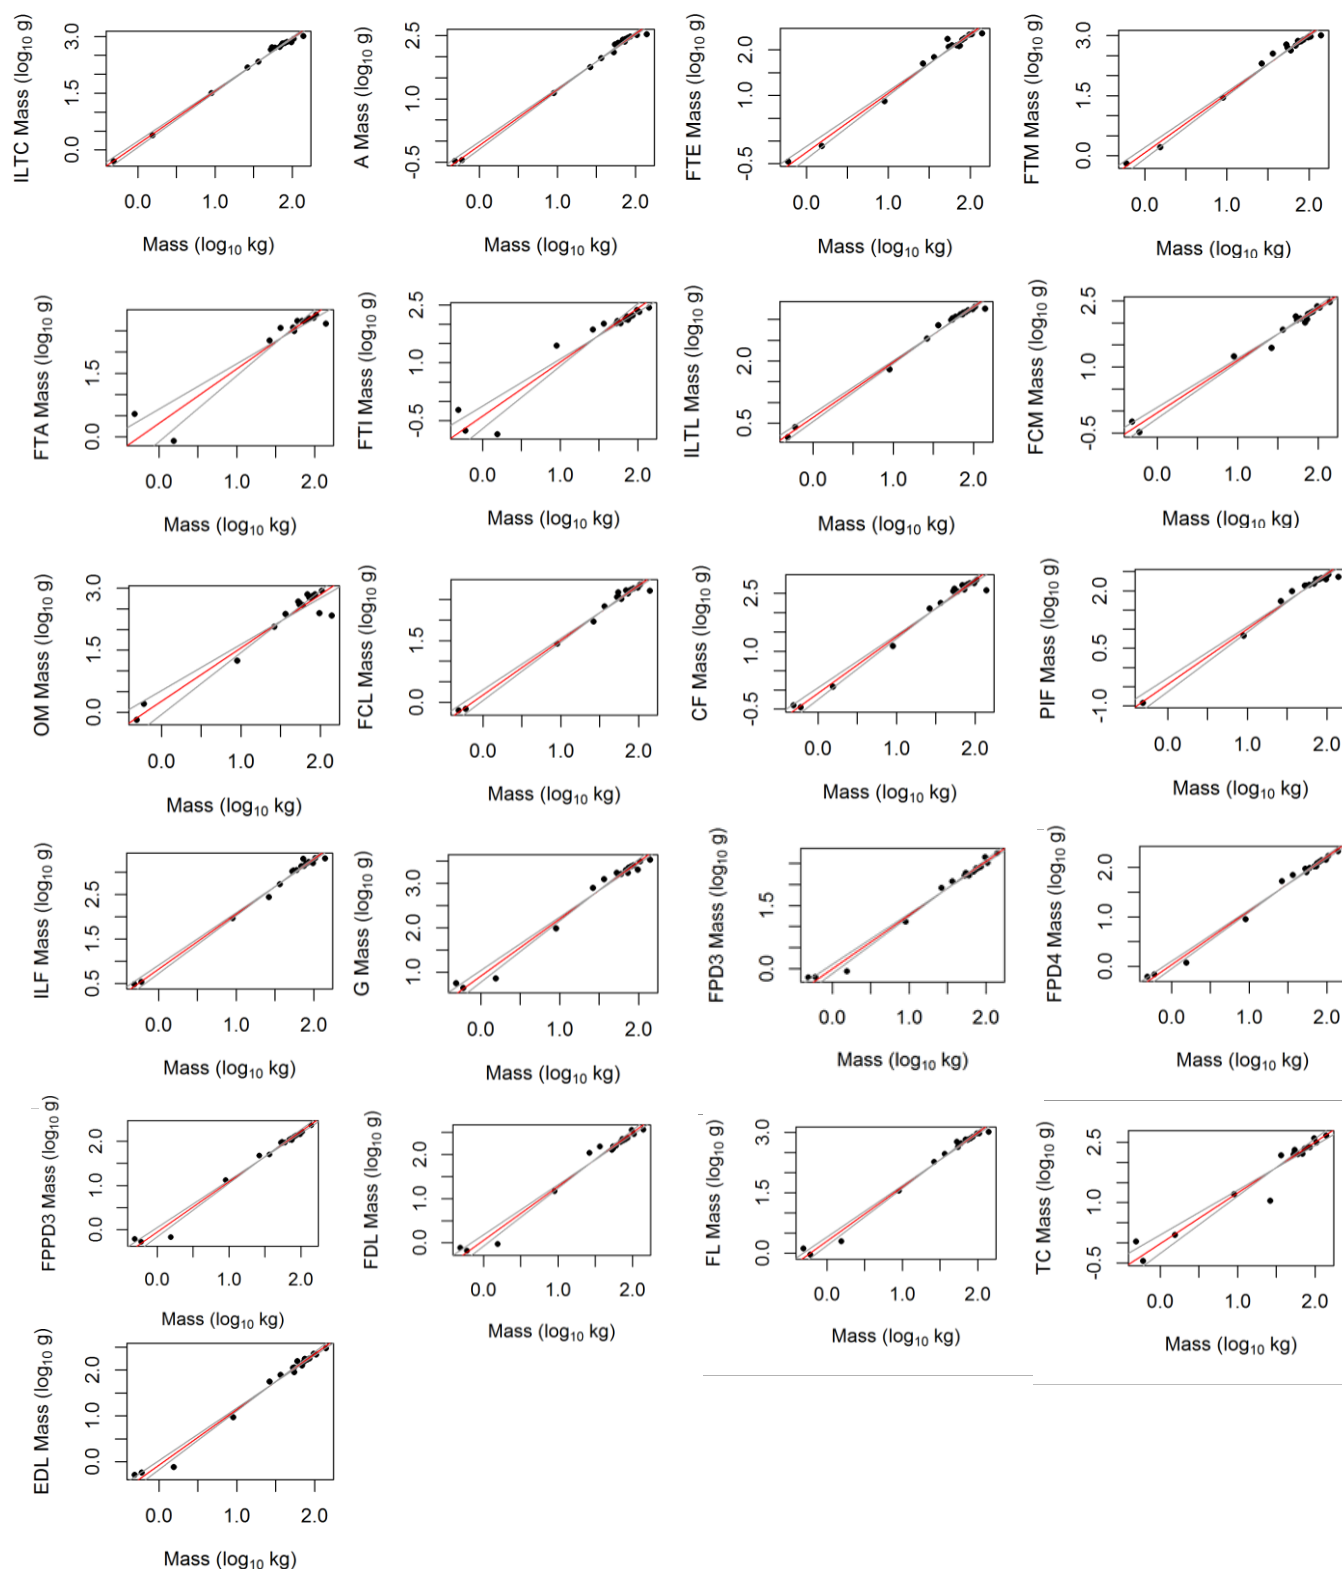 ILTC Mass (log10 g)
0.0 1.5 3.0
0.0 1.0 2.0
Mass (log10 kg)
A Mass (log10 g)
-0.5 1.0 2.5
0.0 1.0 2.0
Mass (log10 kg)
FTE Mass (log10 g)
-0.5 1.0 2.0
0.0 1.0 2.0
Mass (log10 kg)
FTM Mass (log10 g)
0.0 1.5 3.0
0.0 1.0 2.0
Mass (log10 kg)
FTA Mass (log10 g)
0.0 1.5
0.0 1.0 2.0
Mass (log10 kg)
FTI Mass (log10 g)
-0.5 1.0 2.5
0.0 1.0 2.0
Mass (log10 kg)
ILTL Mass (log10 g)
0.5 2.0
0.0 1.0 2.0
Mass (log10 kg)
FCM Mass (log10 g)
-0.5 1.0 2.5
0.0 1.0 2.0
Mass (log10 kg)
OM Mass (log10 g)
0.0 1.5 3.0
0.0 1.0 2.0
Mass (log10 kg)
FCL Mass (log10 g)
0.0 1.5
0.0 1.0 2.0
Mass (log10 kg)
CF Mass (log10 g)
-0.5 1.0 2.5
0.0 1.0 2.0
Mass (log10 kg)
PIF Mass (log10 g)
-1.0 0.5 2.0
0.0 1.0 2.0
Mass (log10 kg)
ILF Mass (log10 g)
0.5 1.5 2.5
0.0 1.0 2.0
Mass (log10 kg)
G Mass (log10 g)
1.0 2.0 3.0
0.0 1.0 2.0
Mass (log10 kg)
FPD3 Mass (log10 g)
0.0 1.5
0.0 1.0 2.0
Mass (log10 kg)
FPD4 Mass (log10 g)
0.0 1.0 2.0
0.0 1.0 2.0
Mass (log10 kg)
FPPD3 Mass (log10 g)
0.0 1.0 2.0
0.0 1.0 2.0
Mass (log10 kg)
FDL Mass (log10 g)
0.0 1.0 2.0
0.0 1.0 2.0
Mass (log10 kg)
FL Mass (log10 g)
0.0 1.5 3.0
0.0 1.0 2.0
Mass (log10 kg)
TC Mass (log10 g)
-0.5 1.0 2.5
0.0 1.0 2.0
Mass (log10 kg)
EDL Mass (log10 g)
0.0 1.0 2.0
0.0 1.0 2.0
Mass (log10 kg)